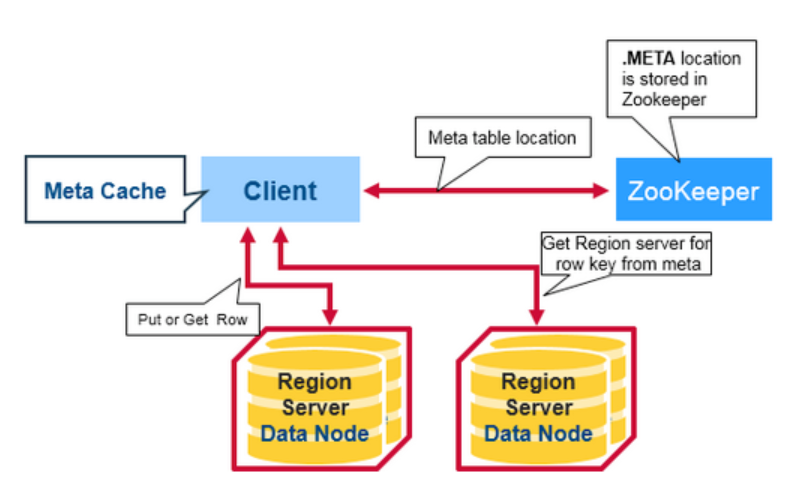 .META location
is stored in
Zookeeper
Meta table location
Meta Cache
Client
ZooKeeper
Get Region server for
row key from meta
Put or Get Row
Region
Server
Data Node
Region
Server
Data Node